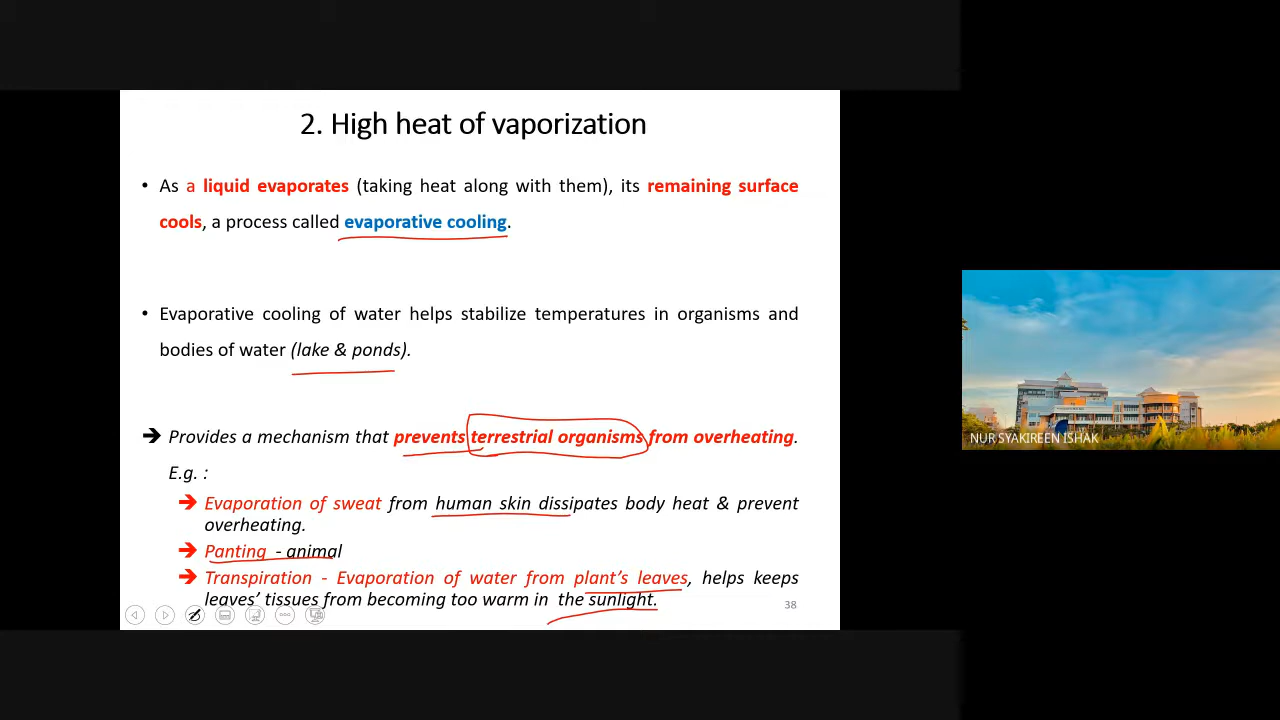 2. High heat of vaporization
• As a liquid evaporates (taking heat along with them), its remaining surface
cools, a process called evaporative cooling.
• Evaporative cooling of water helps stabilize temperatures in organisms and
bodies of water (lake & ponds).
➔ Provides a mechanism that prevents terrestrial organisms from overheating.
E.g. :
➔ Evaporation of sweat from human skin dissipates body heat & prevent
overheating.
➔ Panting - animal
➔ Transpiration - Evaporation of water from plant's leaves, helps keeps
leaves' tissues from becoming too warm in the sunlight.
38
NUR SYAKIREEN ISHAK